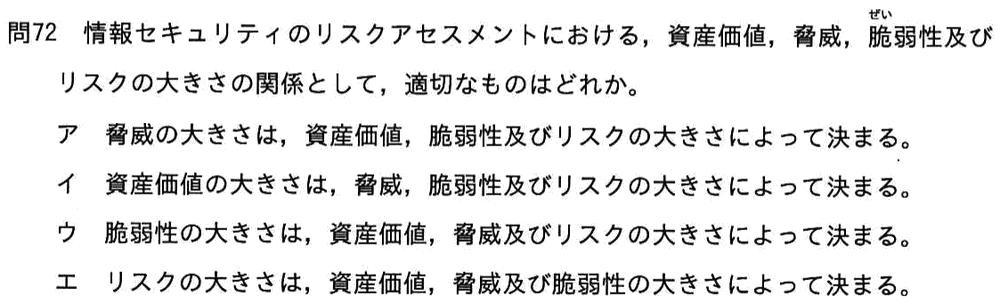 問72 情報セキュリティのリスクアセスメントにおける，資産価値，脅威，脆弱性及び
ぜい
リスクの大きさの関係として，適切なものはどれか。
ア 脅威の大きさは，資産価値，脆弱性及びリスクの大きさによって決まる。
イ 資産価値の大きさは，脅威，脆弱性及びリスクの大きさによって決まる。
ウ 脆弱性の大きさは，資産価値，脅威及びリスクの大きさによって決まる。
エ リスクの大きさは，資産価値，脅威及び脆弱性の大きさによって決まる。